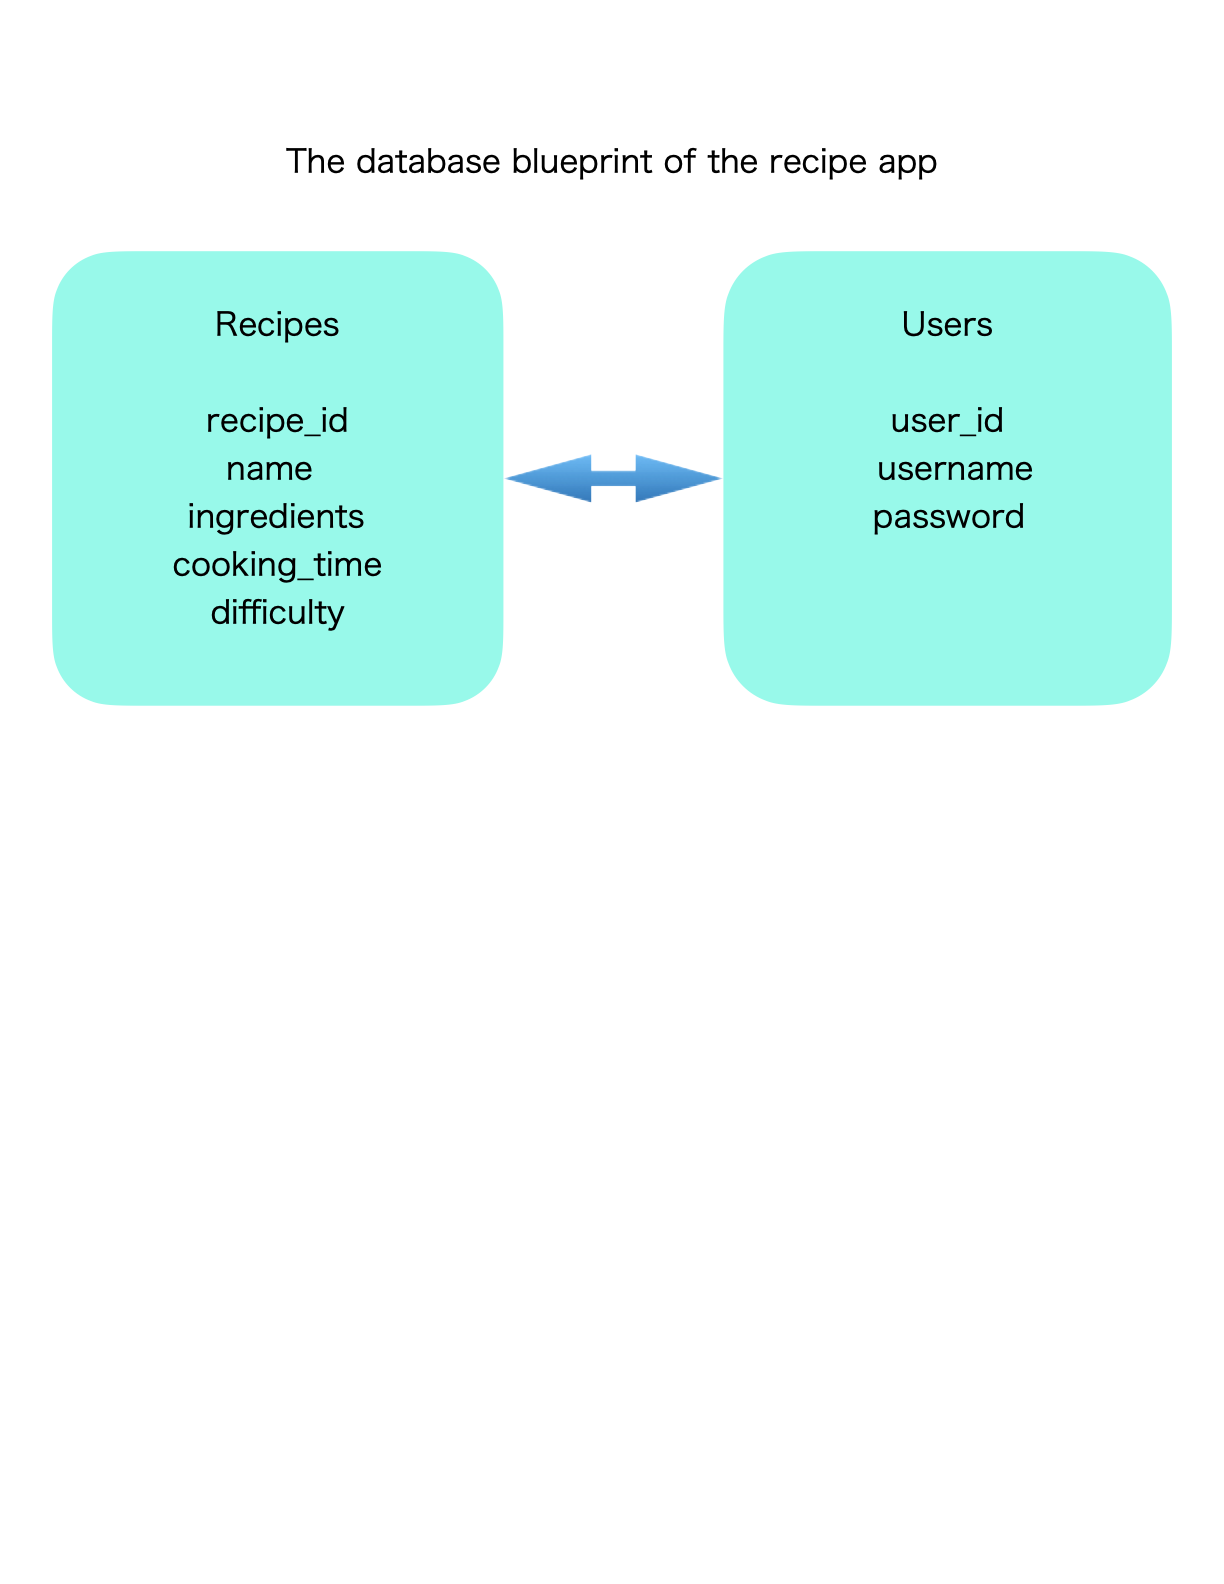 The database blueprint of the recipe app
Recipes
recipe_id
name
ingredients
cooking_time
difficulty
Users
user_id
username
password